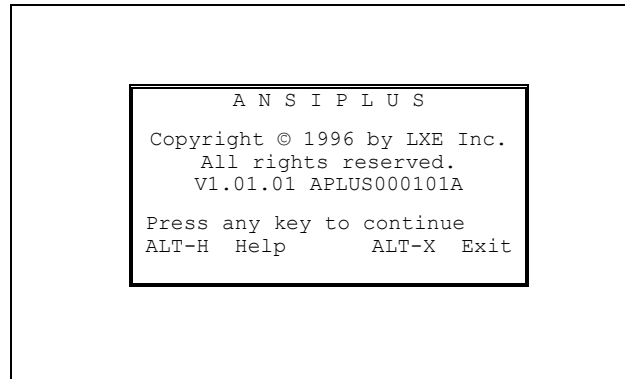 A N S I P L U S
Copyright © 1996 by LXE Inc.
All rights reserved.
V1.01.01 APLUS000101A
Press any key to continue
ALT-H Help ALT-X Exit